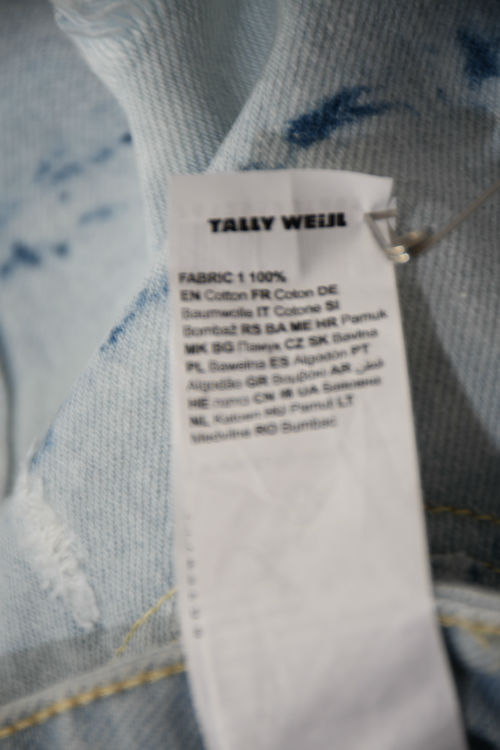 TALLY WEiJL
FABRIC 1 100%
EN Cotton FR Coton DE
Baumwolle IT Cotone SI
Bombaž RS BA ME HR Pamuk
MK BG Памук CZ SK Bavlna
PL Bawełna ES Algodón PT
Algodão GR Βαμβάκι AR قطن
HE כותנה CN IR UA
NL Katoen HU Pamut LT
Medvilnė RO Bumbac